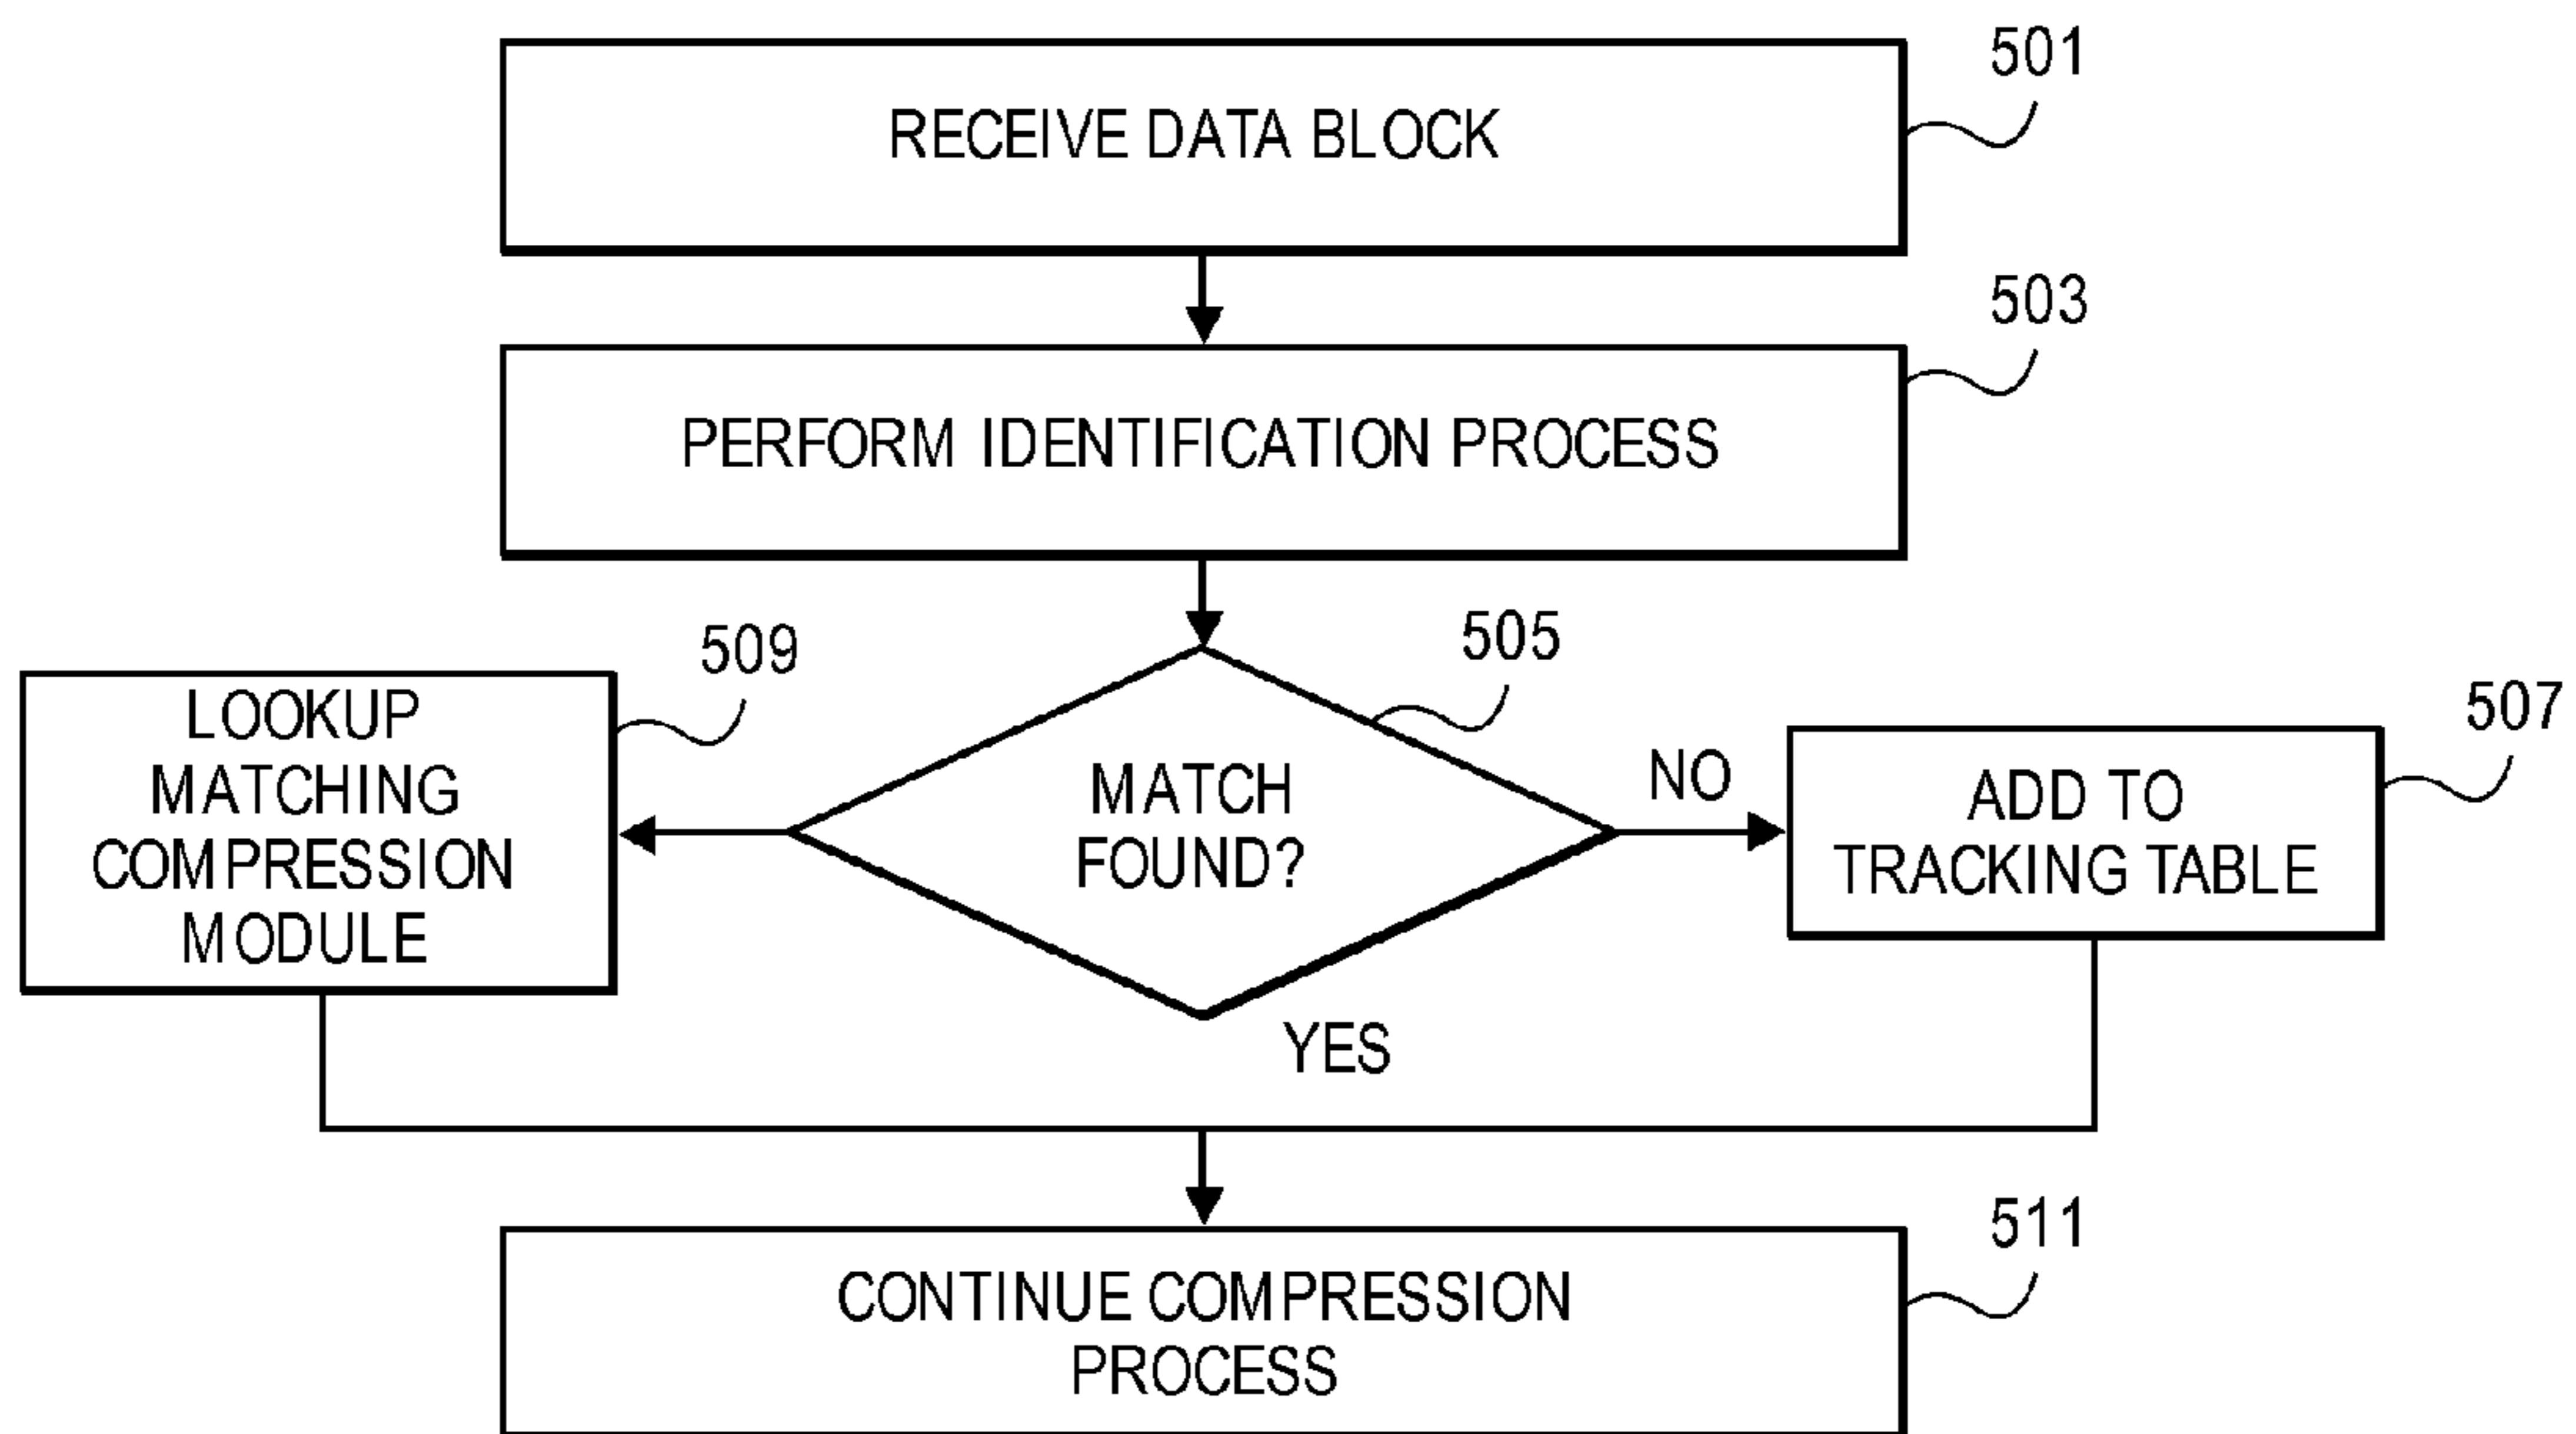 501
RECEIVE DATA BLOCK
503
PERFORM IDENTIFICATION PROCESS
509
LOOKUP
MATCHING
COMPRESSION
MODULE
505
MATCH
FOUND?
NO
507
ADD TO
TRACKING TABLE
YES
511
CONTINUE COMPRESSION
PROCESS